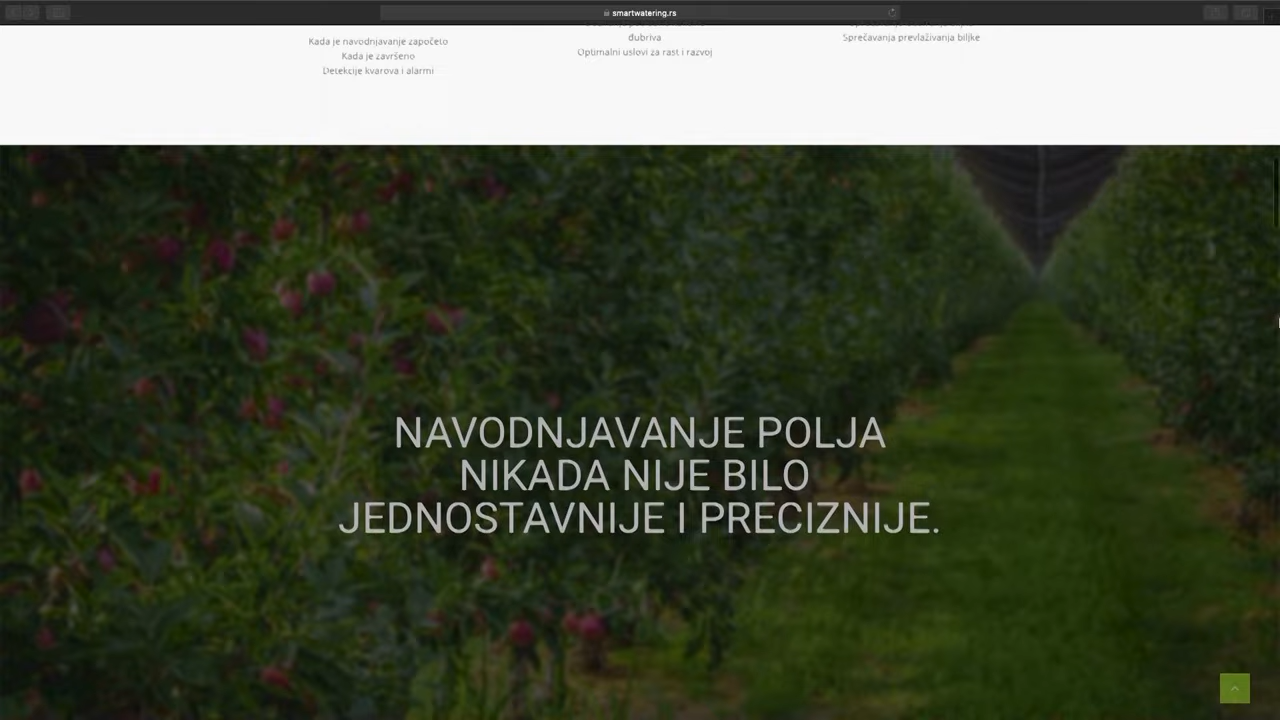 smartwatering.rs
Kada je navodnjavanje započeto
Kada je završeno
Detekcije kvarova i alarmi
đubriva
Optimalni uslovi za rast i razvoj
Sprečavanja prevlaživanja biljke
NAVODNJAVANJE POLJA
NIKADA NIJE BILO
JEDNOSTAVNIJE I PRECIZNIJE.